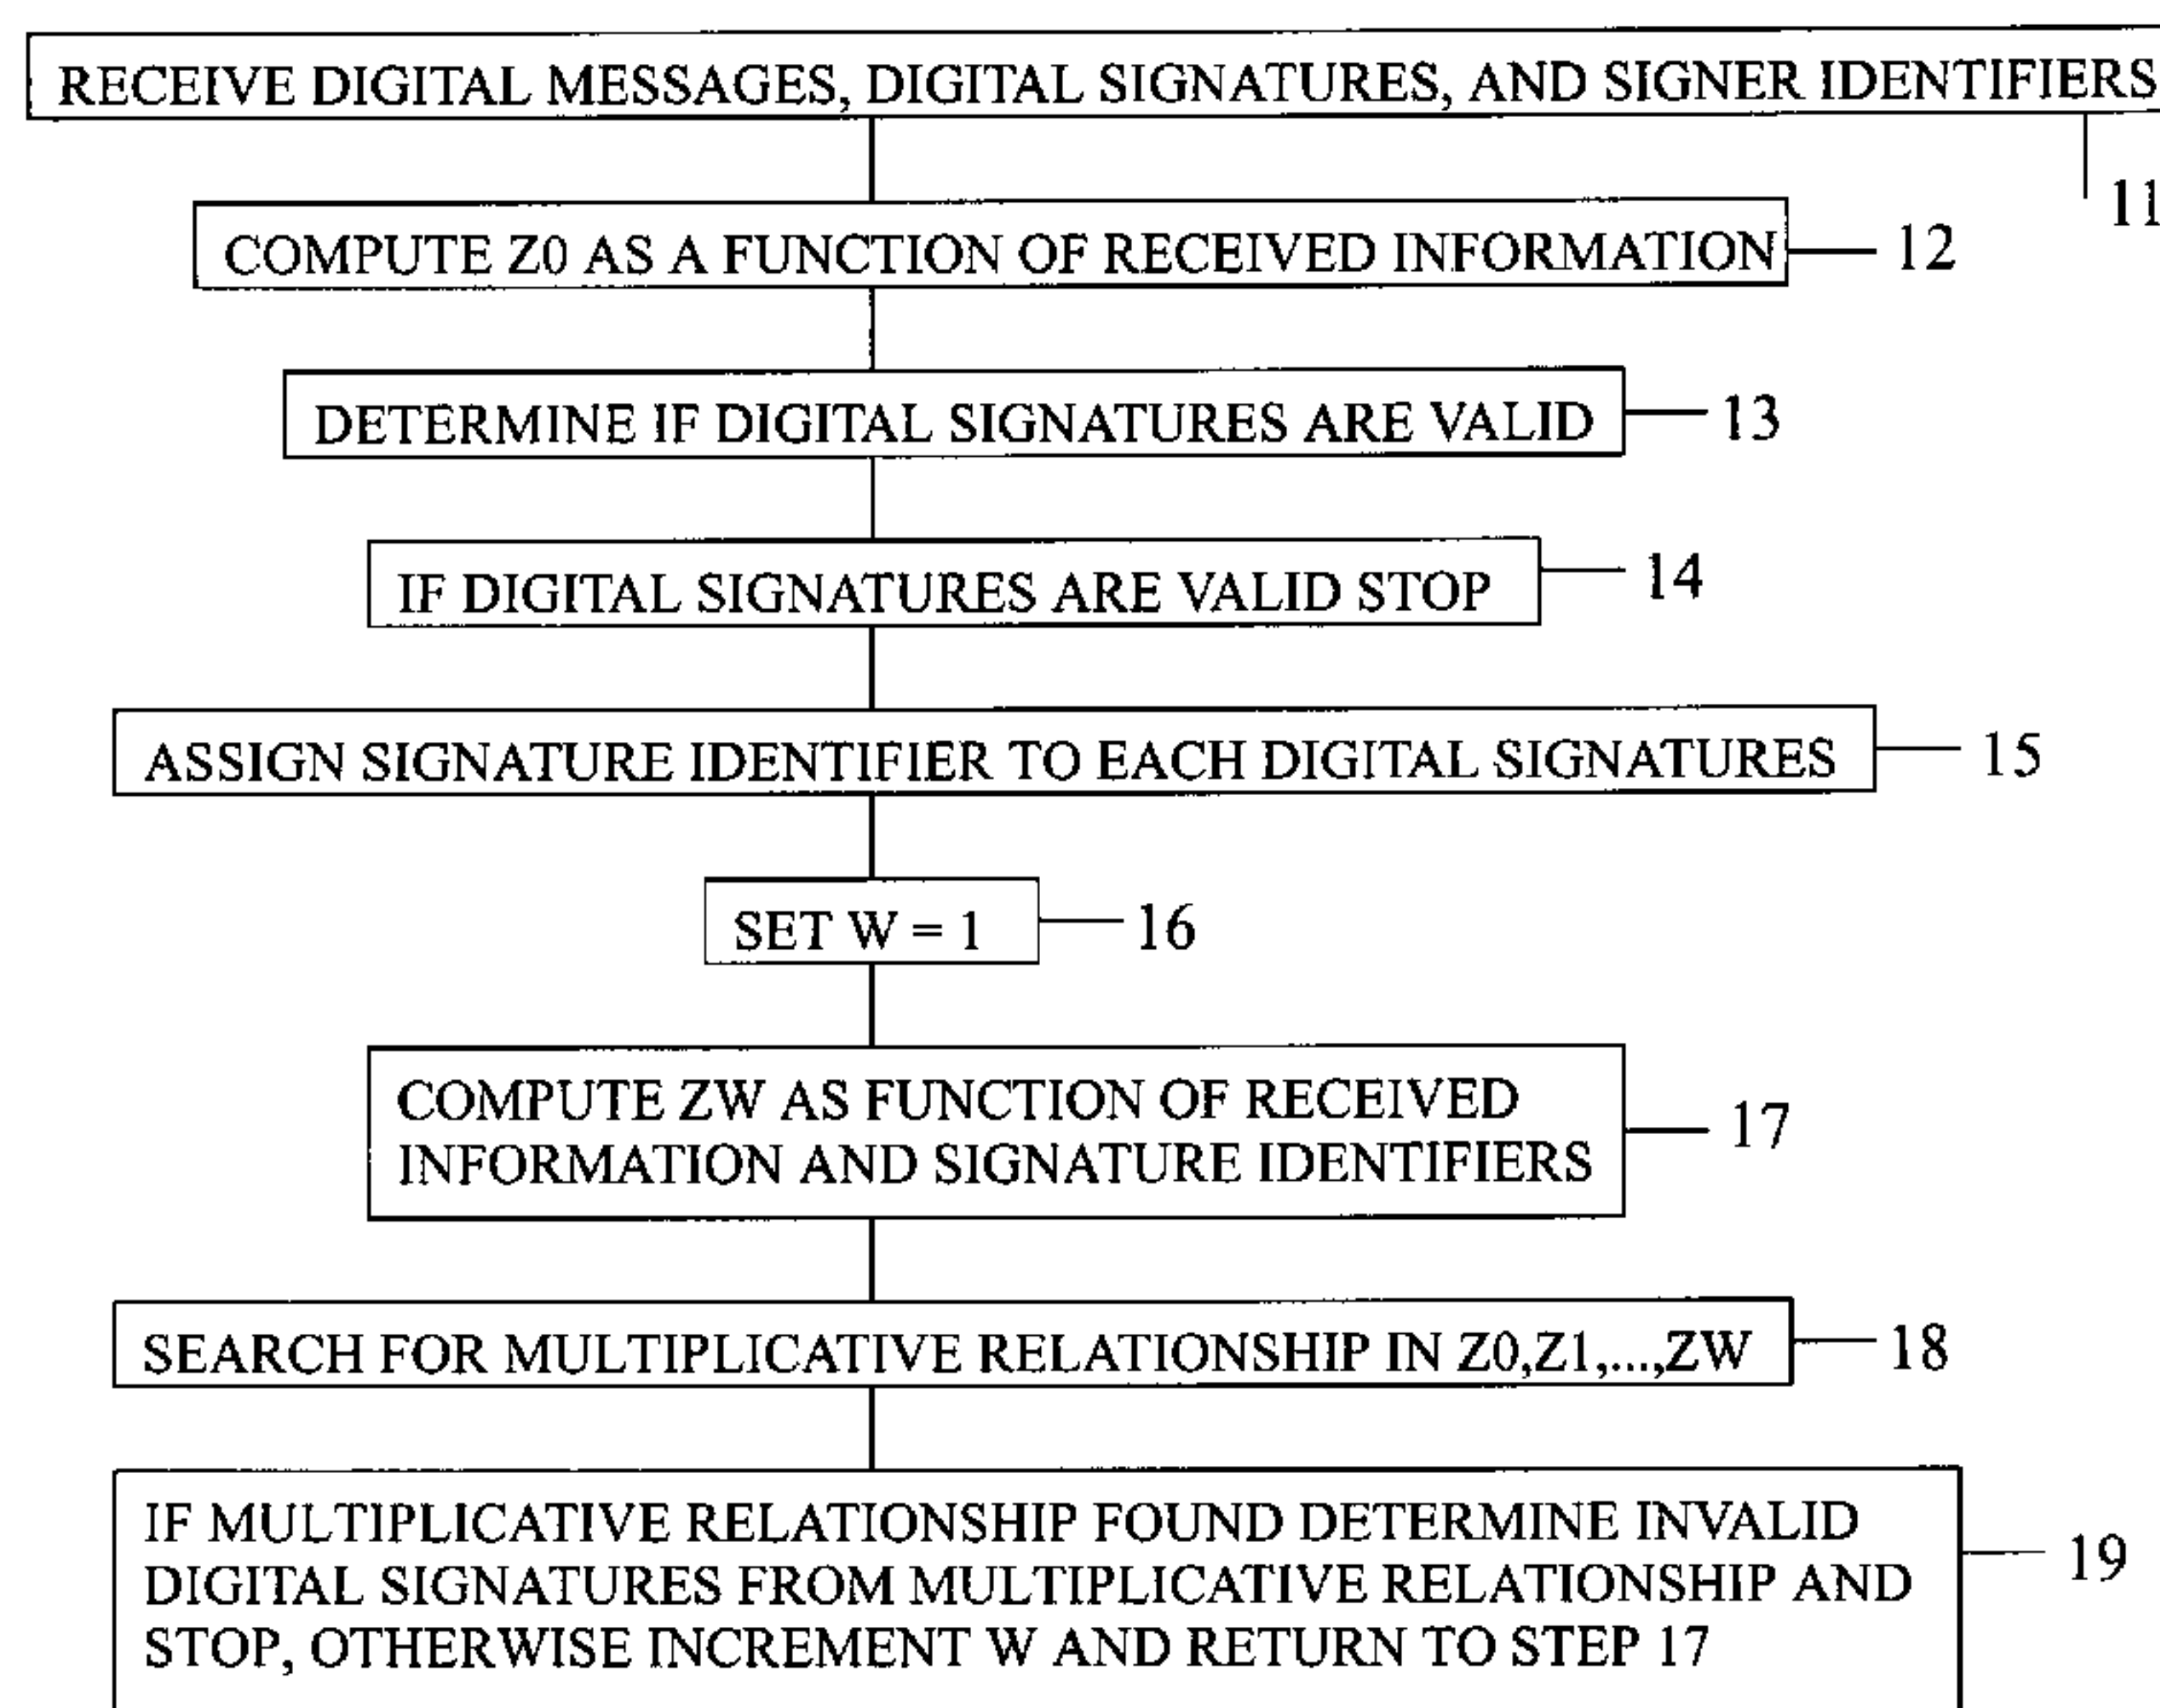 RECEIVE DIGITAL MESSAGES, DIGITAL SIGNATURES, AND SIGNER IDENTIFIERS
11
COMPUTE Z0 AS A FUNCTION OF RECEIVED INFORMATION
12
DETERMINE IF DIGITAL SIGNATURES ARE VALID
13
IF DIGITAL SIGNATURES ARE VALID STOP
14
ASSIGN SIGNATURE IDENTIFIER TO EACH DIGITAL SIGNATURES
15
SET W = 1
16
COMPUTE ZW AS FUNCTION OF RECEIVED
INFORMATION AND SIGNATURE IDENTIFIERS
17
SEARCH FOR MULTIPLICATIVE RELATIONSHIP IN Z0,Z1,...,ZW
18
IF MULTIPLICATIVE RELATIONSHIP FOUND DETERMINE INVALID
DIGITAL SIGNATURES FROM MULTIPLICATIVE RELATIONSHIP AND
STOP, OTHERWISE INCREMENT W AND RETURN TO STEP 17
19